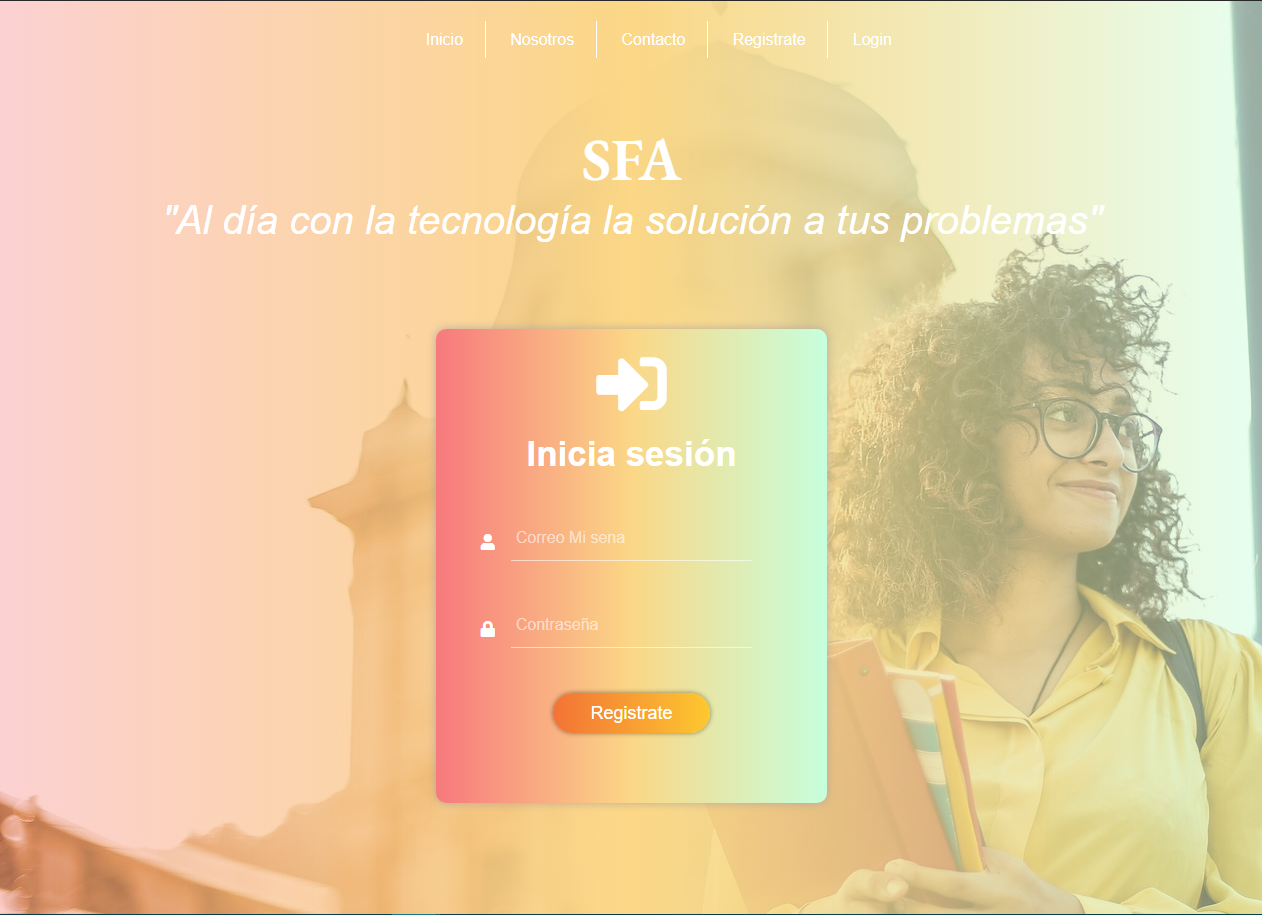 Inicio Nosotros Contacto Registrate Login
SFA
"Al día con la tecnología la solución a tus problemas"
Inicia sesión
Correo Mi sena
Contraseña
Registrate